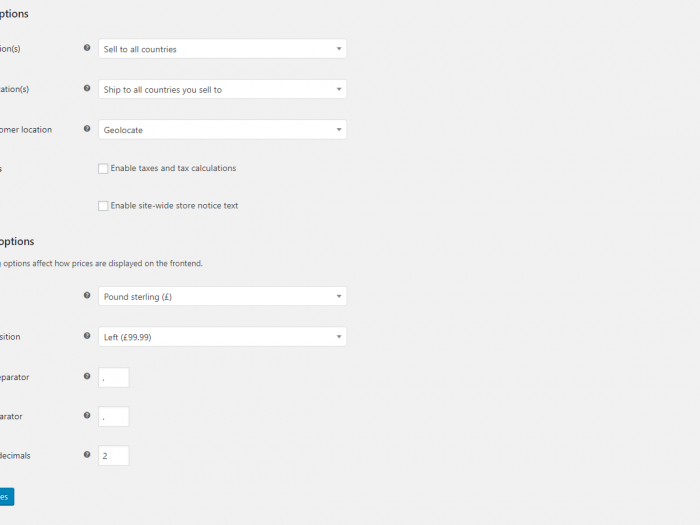 ptions
ion(s) Sell to all countries
ation(s) Ship to all countries you sell to
omer location Geolocate
s Enable taxes and tax calculations
Enable site-wide store notice text
options
options affect how prices are displayed on the frontend.
Pound sterling (£)
sition Left (£99.99)
eparator ,
arator .
decimals 2
es